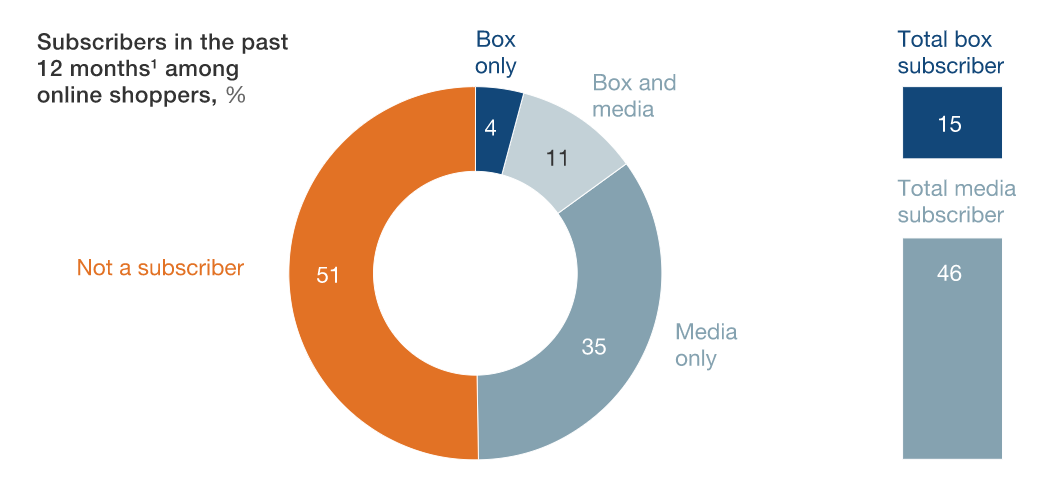 Subscribers in the past
12 months¹ among
online shoppers, %
Box
only
4
Box and
media
11
Media
only
35
Not a subscriber
51
Total box
subscriber
15
Total media
subscriber
46